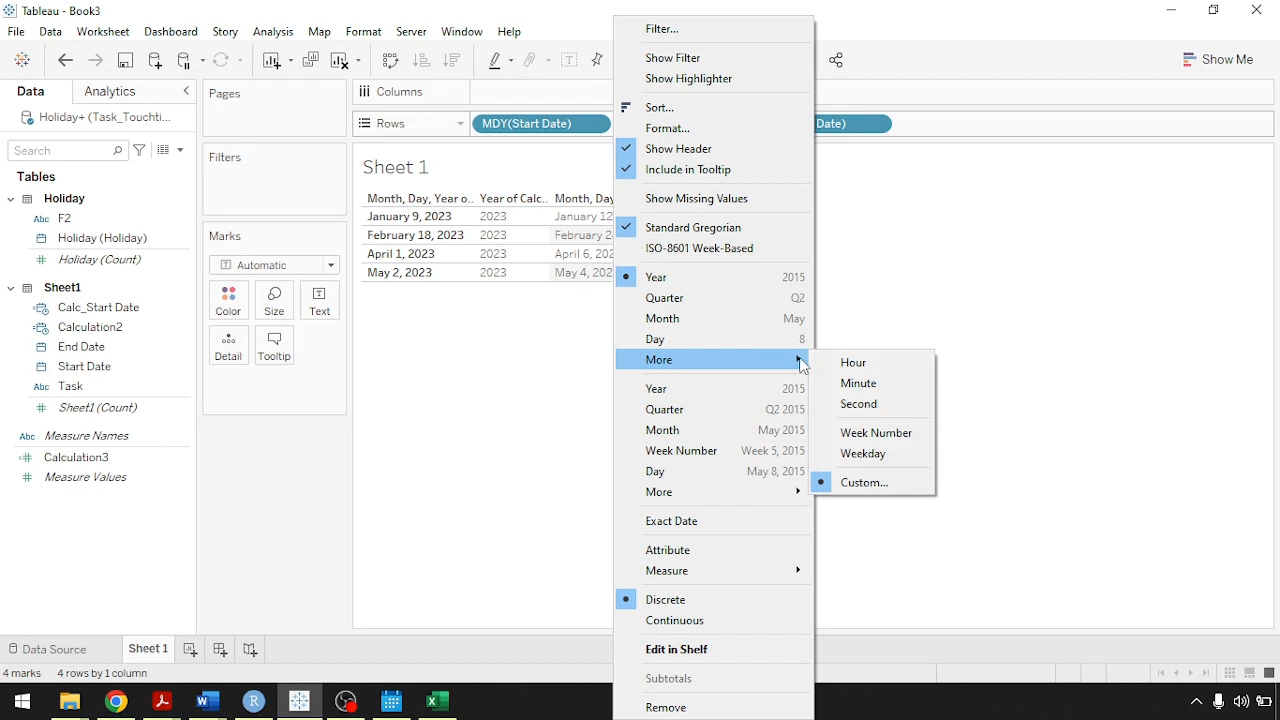 Tableau - Book3
File Data Worksheet Dashboard Story Analysis Map Format Server Window Help
Show Me
Data Analytics
Holiday+ (Task_Touchti...
Search
Tables
Holiday
Abc F2
Holiday (Holiday)
Holiday (Count)
Sheet1
Calc_Start Date
Calculation2
End Date
Start Date
Abc Task
Sheet1 (Count)
Abc Measure Names
Calculation3
Measure Values
Pages
Filters
Marks
Automatic
Color Size Text
Detail Tooltip
Columns
Rows MDY(Start Date) Date)
Sheet 1
Month, Day, Year o.. Year of Calc.. Month, Day
January 9, 2023 2023 January 12
February 18, 2023 2023 February 2
April 1, 2023 2023 April 6, 202
May 2, 2023 2023 May 4, 202
Filter...
Show Filter
Show Highlighter
Sort...
Format...
Show Header
Include in Tooltip
Show Missing Values
Standard Gregorian
ISO-8601 Week-Based
Year 2015
Quarter Q2
Month May
Day 8
More
Year 2015
Quarter Q2 2015
Month May 2015
Week Number Week 5, 2015
Day May 8, 2015
More
Exact Date
Attribute
Measure
Discrete
Continuous
Edit in Shelf
Subtotals
Remove
Hour
Minute
Second
Week Number
Weekday
Custom...
Data Source Sheet 1
4 marks 4 rows by 1 column